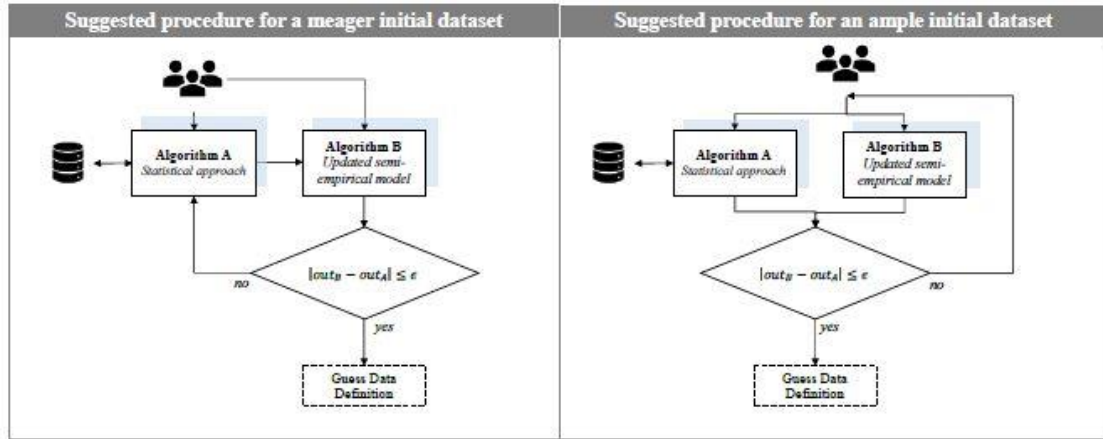 Suggested procedure for a meager initial dataset
Algorithm A
Statistical approach
Algorithm B
Updated semi-
empirical model
|out_B − out_A| ≤ ϵ
no
yes
Guess Data
Definition
Suggested procedure for an ample initial dataset
Algorithm A
Statistical approach
Algorithm B
Updated semi-
empirical model
|out_B − out_A| ≤ ϵ
no
yes
Guess Data
Definition